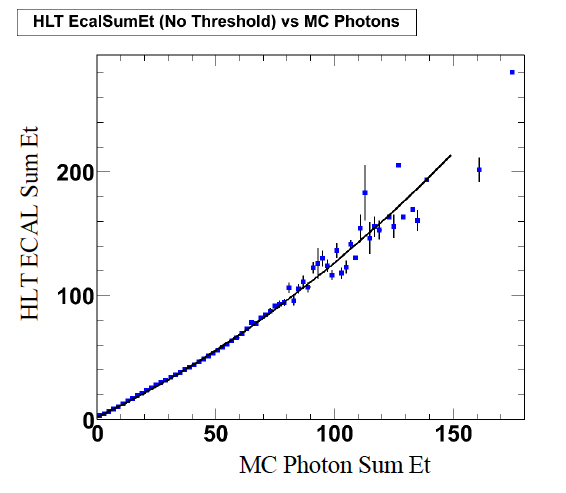 HLT EcalSumEt (No Threshold) vs MC Photons
HLT ECAL Sum Et
200
100
0
0 50 100 150
MC Photon Sum Et